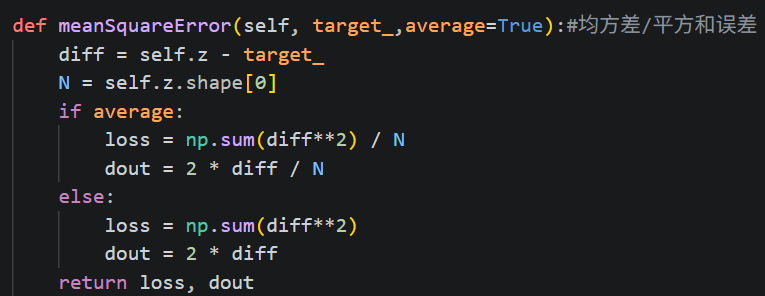 def meanSquareError(self, target_,average=True):#均方差/平方和误差
    diff = self.z - target_
    N = self.z.shape[0]
    if average:
        loss = np.sum(diff**2) / N
        dout = 2 * diff / N
    else:
        loss = np.sum(diff**2)
        dout = 2 * diff
    return loss, dout